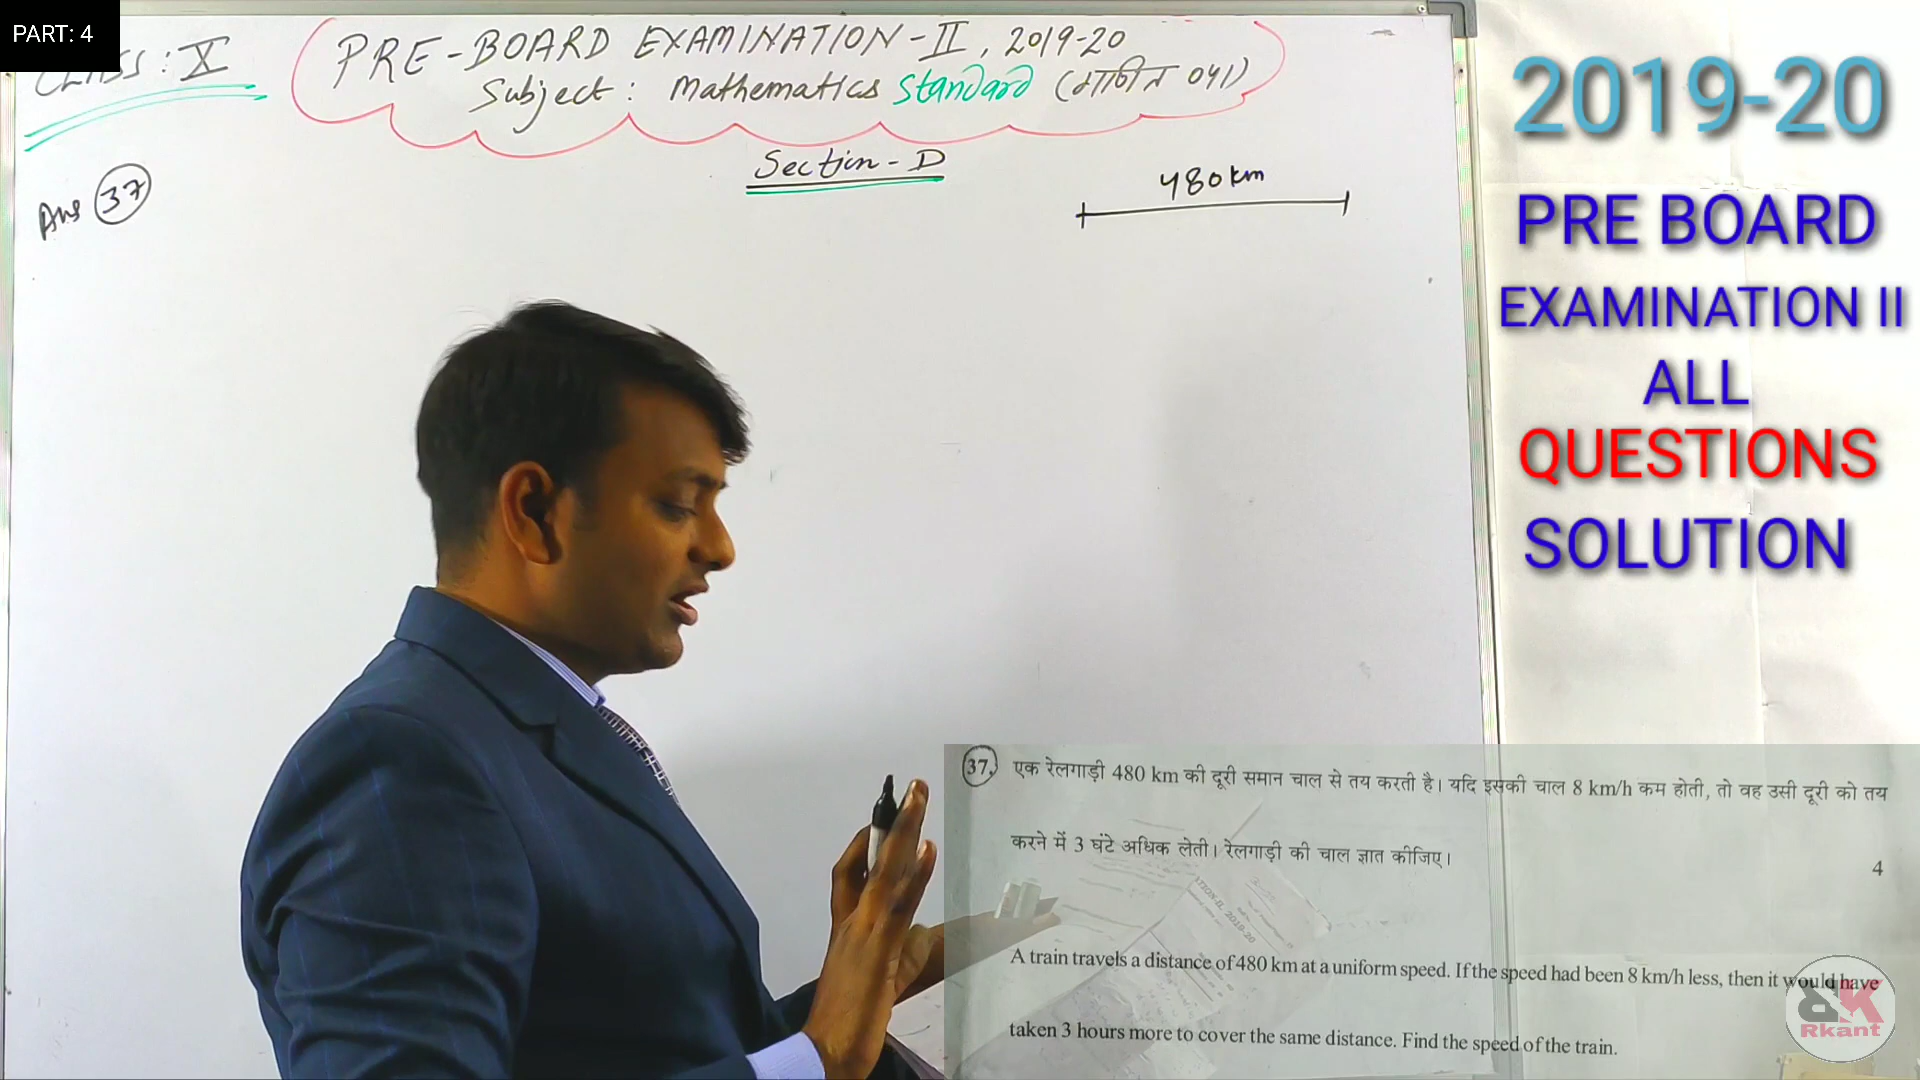 PART: 4
CLASS: X
PRE-BOARD EXAMINATION-II, 2019-20
Subject: Mathematics Standard (गणित 041)
Section-D
Ans 37
480km
2019-20
PRE BOARD
EXAMINATION II
ALL
QUESTIONS
SOLUTION
37. एक रेलगाड़ी 480 km की दूरी समान चाल से तय करती है। यदि इसकी चाल 8 km/h कम होती, तो वह उसी दूरी को तय
करने में 3 घंटे अधिक लेती। रेलगाड़ी की चाल ज्ञात कीजिए।
4
A train travels a distance of 480 km at a uniform speed. If the speed had been 8 km/h less, then it would have
taken 3 hours more to cover the same distance. Find the speed of the train.
RK
Rkant